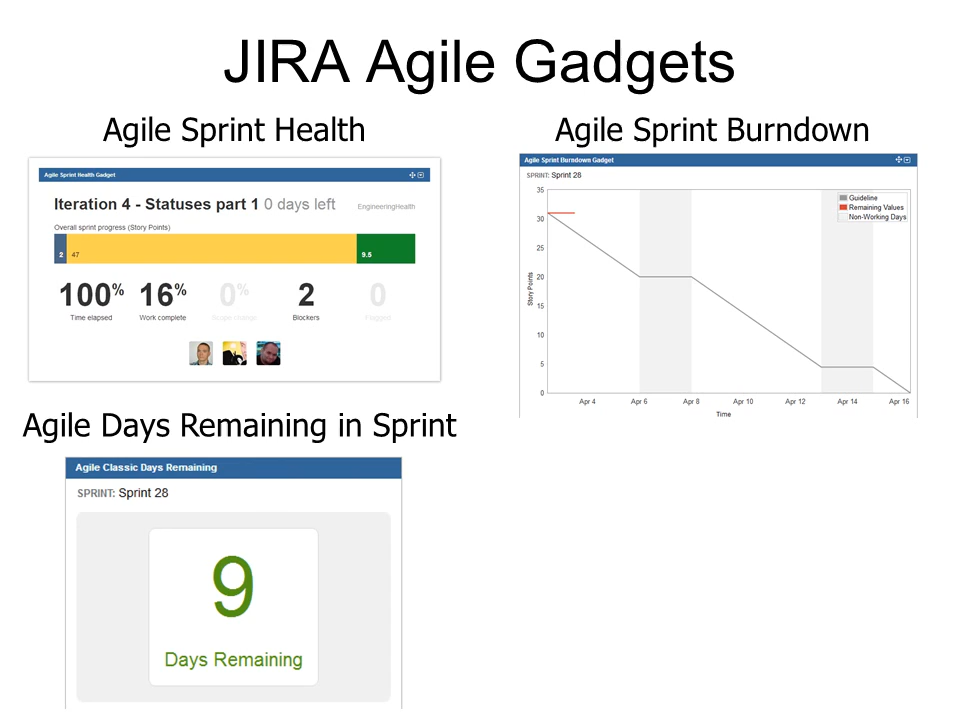 JIRA Agile Gadgets
Agile Sprint Health
Agile Sprint Health Gadget
Iteration 4 - Statuses part 1 0 days left
EngineeringHealth
Overall sprint progress (Story Points)
2 47 9.5
100% 16% 0% 2 0
Time elapsed Work complete Scope change Blockers Flagged
Agile Sprint Burndown
Agile Sprint Burndown Gadget
SPRINT: Sprint 28
Guideline
Remaining Values
Non-Working Days
Story Points
35
30
25
20
15
10
5
0
Apr 4 Apr 6 Apr 8 Apr 10 Apr 12 Apr 14 Apr 16
Time
Agile Days Remaining in Sprint
Agile Classic Days Remaining
SPRINT: Sprint 28
9
Days Remaining